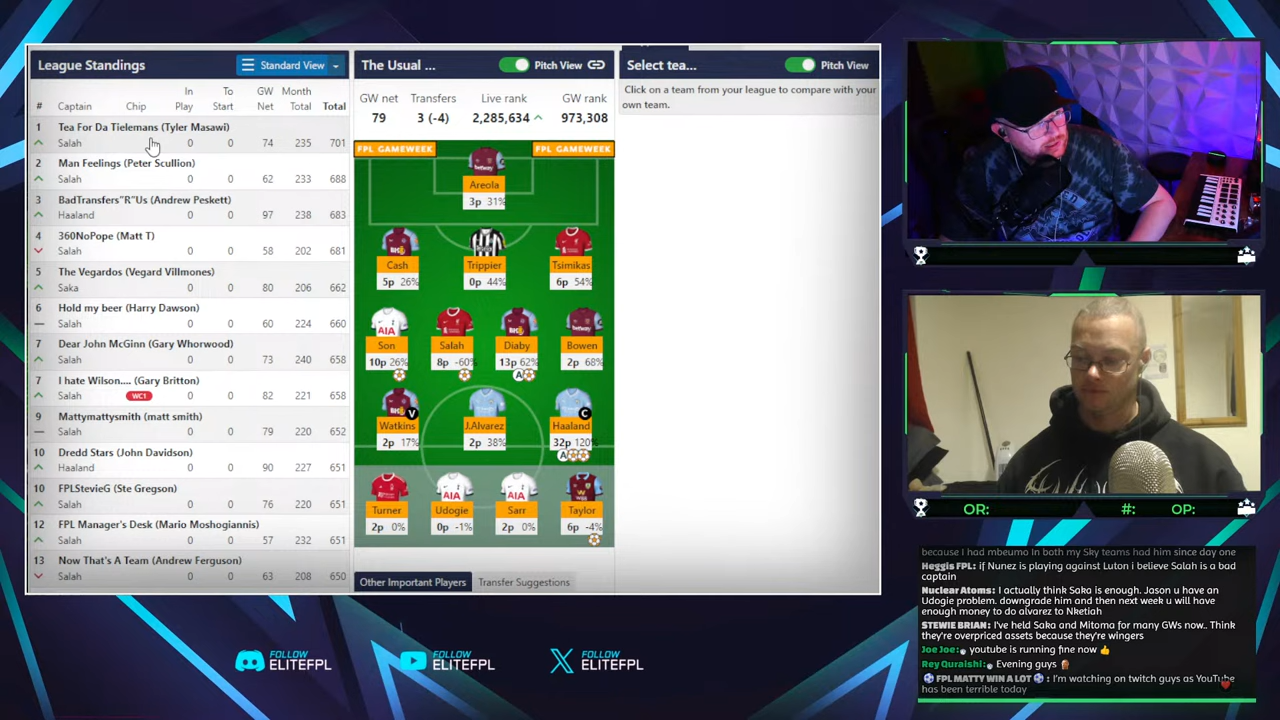 League Standings
Standard View
# Captain Chip In Play To Start GW Net Month Total Total
1 Tea For Da Tielemans (Tyler Masawi)
Salah 0 0 74 235 701
2 Man Feelings (Peter Scullion)
Salah 0 0 62 233 688
3 BadTransfers"R"Us (Andrew Peskett)
Haaland 0 0 97 238 683
4 360NoPope (Matt T)
Salah 0 0 58 202 681
5 The Vegardos (Vegard Villmones)
Saka 0 0 80 206 662
6 Hold my beer (Harry Dawson)
Salah 0 0 60 224 660
7 Dear John McGinn (Gary Whorwood)
Salah 0 0 73 240 658
7 I hate Wilson.... (Gary Britton)
Salah WC1 0 0 82 221 658
9 Mattymattysmith (matt smith)
Salah 0 0 79 220 652
10 Dredd Stars (John Davidson)
Haaland 0 0 90 227 651
10 FPLStevieG (Ste Gregson)
Salah 0 0 76 220 651
12 FPL Manager's Desk (Mario Moshogiannis)
Salah 0 0 57 232 651
13 Now That's A Team (Andrew Ferguson)
Salah 0 0 63 208 650
The Usual ... Pitch View
GW net Transfers Live rank GW rank
79 3 (-4) 2,285,634 973,308
FPL GAMEWEEK FPL GAMEWEEK
Areola
3p 31%
Cash Trippier Tsimikas
5p 26% 0p 44% 6p 54%
AIA
Son Salah Diaby Bowen
10p 26% 8p -60% 13p 62% 2p 68%
A
V C
Watkins J.Alvarez Haaland
2p 17% 2p 38% 32p 120%
A
AIA AIA
Turner Udogie Sarr Taylor
2p 0% 0p -1% 2p 0% 6p -4%
Other Important Players Transfer Suggestions
Select tea... Pitch View
Click on a team from your league to compare with your
own team.
OR: #: OP:
because I had mbeumo In both my Sky teams had him since day one
Heggis FPL: if Nunez is playing against Luton i believe Salah is a bad
captain
Nuclear Atoms: I actually think Saka is enough. Jason u have an
Udogie problem. downgrade him and then next week u will have
enough money to do alvarez to Nketiah
STEWIE BRIAN: I've held Saka and Mitoma for many GWs now.. Think
they're overpriced assets because they're wingers
Joe Joe: youtube is running fine now 👍
Rey Quraishi: Evening guys
⚽ FPL MATTY WIN A LOT ⚽ : I'm watching on twitch guys as YouTube
has been terrible today
FOLLOW
ELITEFPL
FOLLOW
ELITEFPL
FOLLOW
ELITEFPL